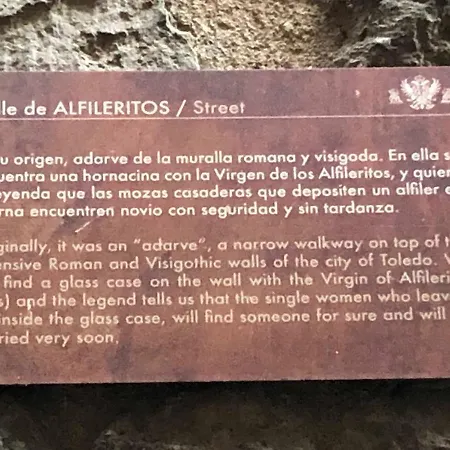 lle de ALFILERITOS / Street
u origen, adarve de la muralla romana y visigoda. En ella s
uentra una hornacina con la Virgen de los Alfileritos, y quier
eyenda que las mozas casaderas que depositen un alfiler e
rna encuentren novio con seguridad y sin tardanza.
ginally, it was an "adarve", a narrow walkway on top of t
ensive Roman and Visigothic walls of the city of Toledo. V
find a glass case on the wall with the Virgin of Alfileri
s) and the legend tells us that the single women who leav
inside the glass case, will find someone for sure and will
ried very soon.